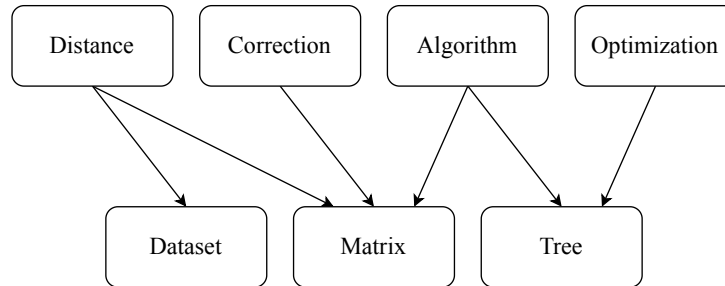 Distance
Correction
Algorithm
Optimization
Dataset
Matrix
Tree